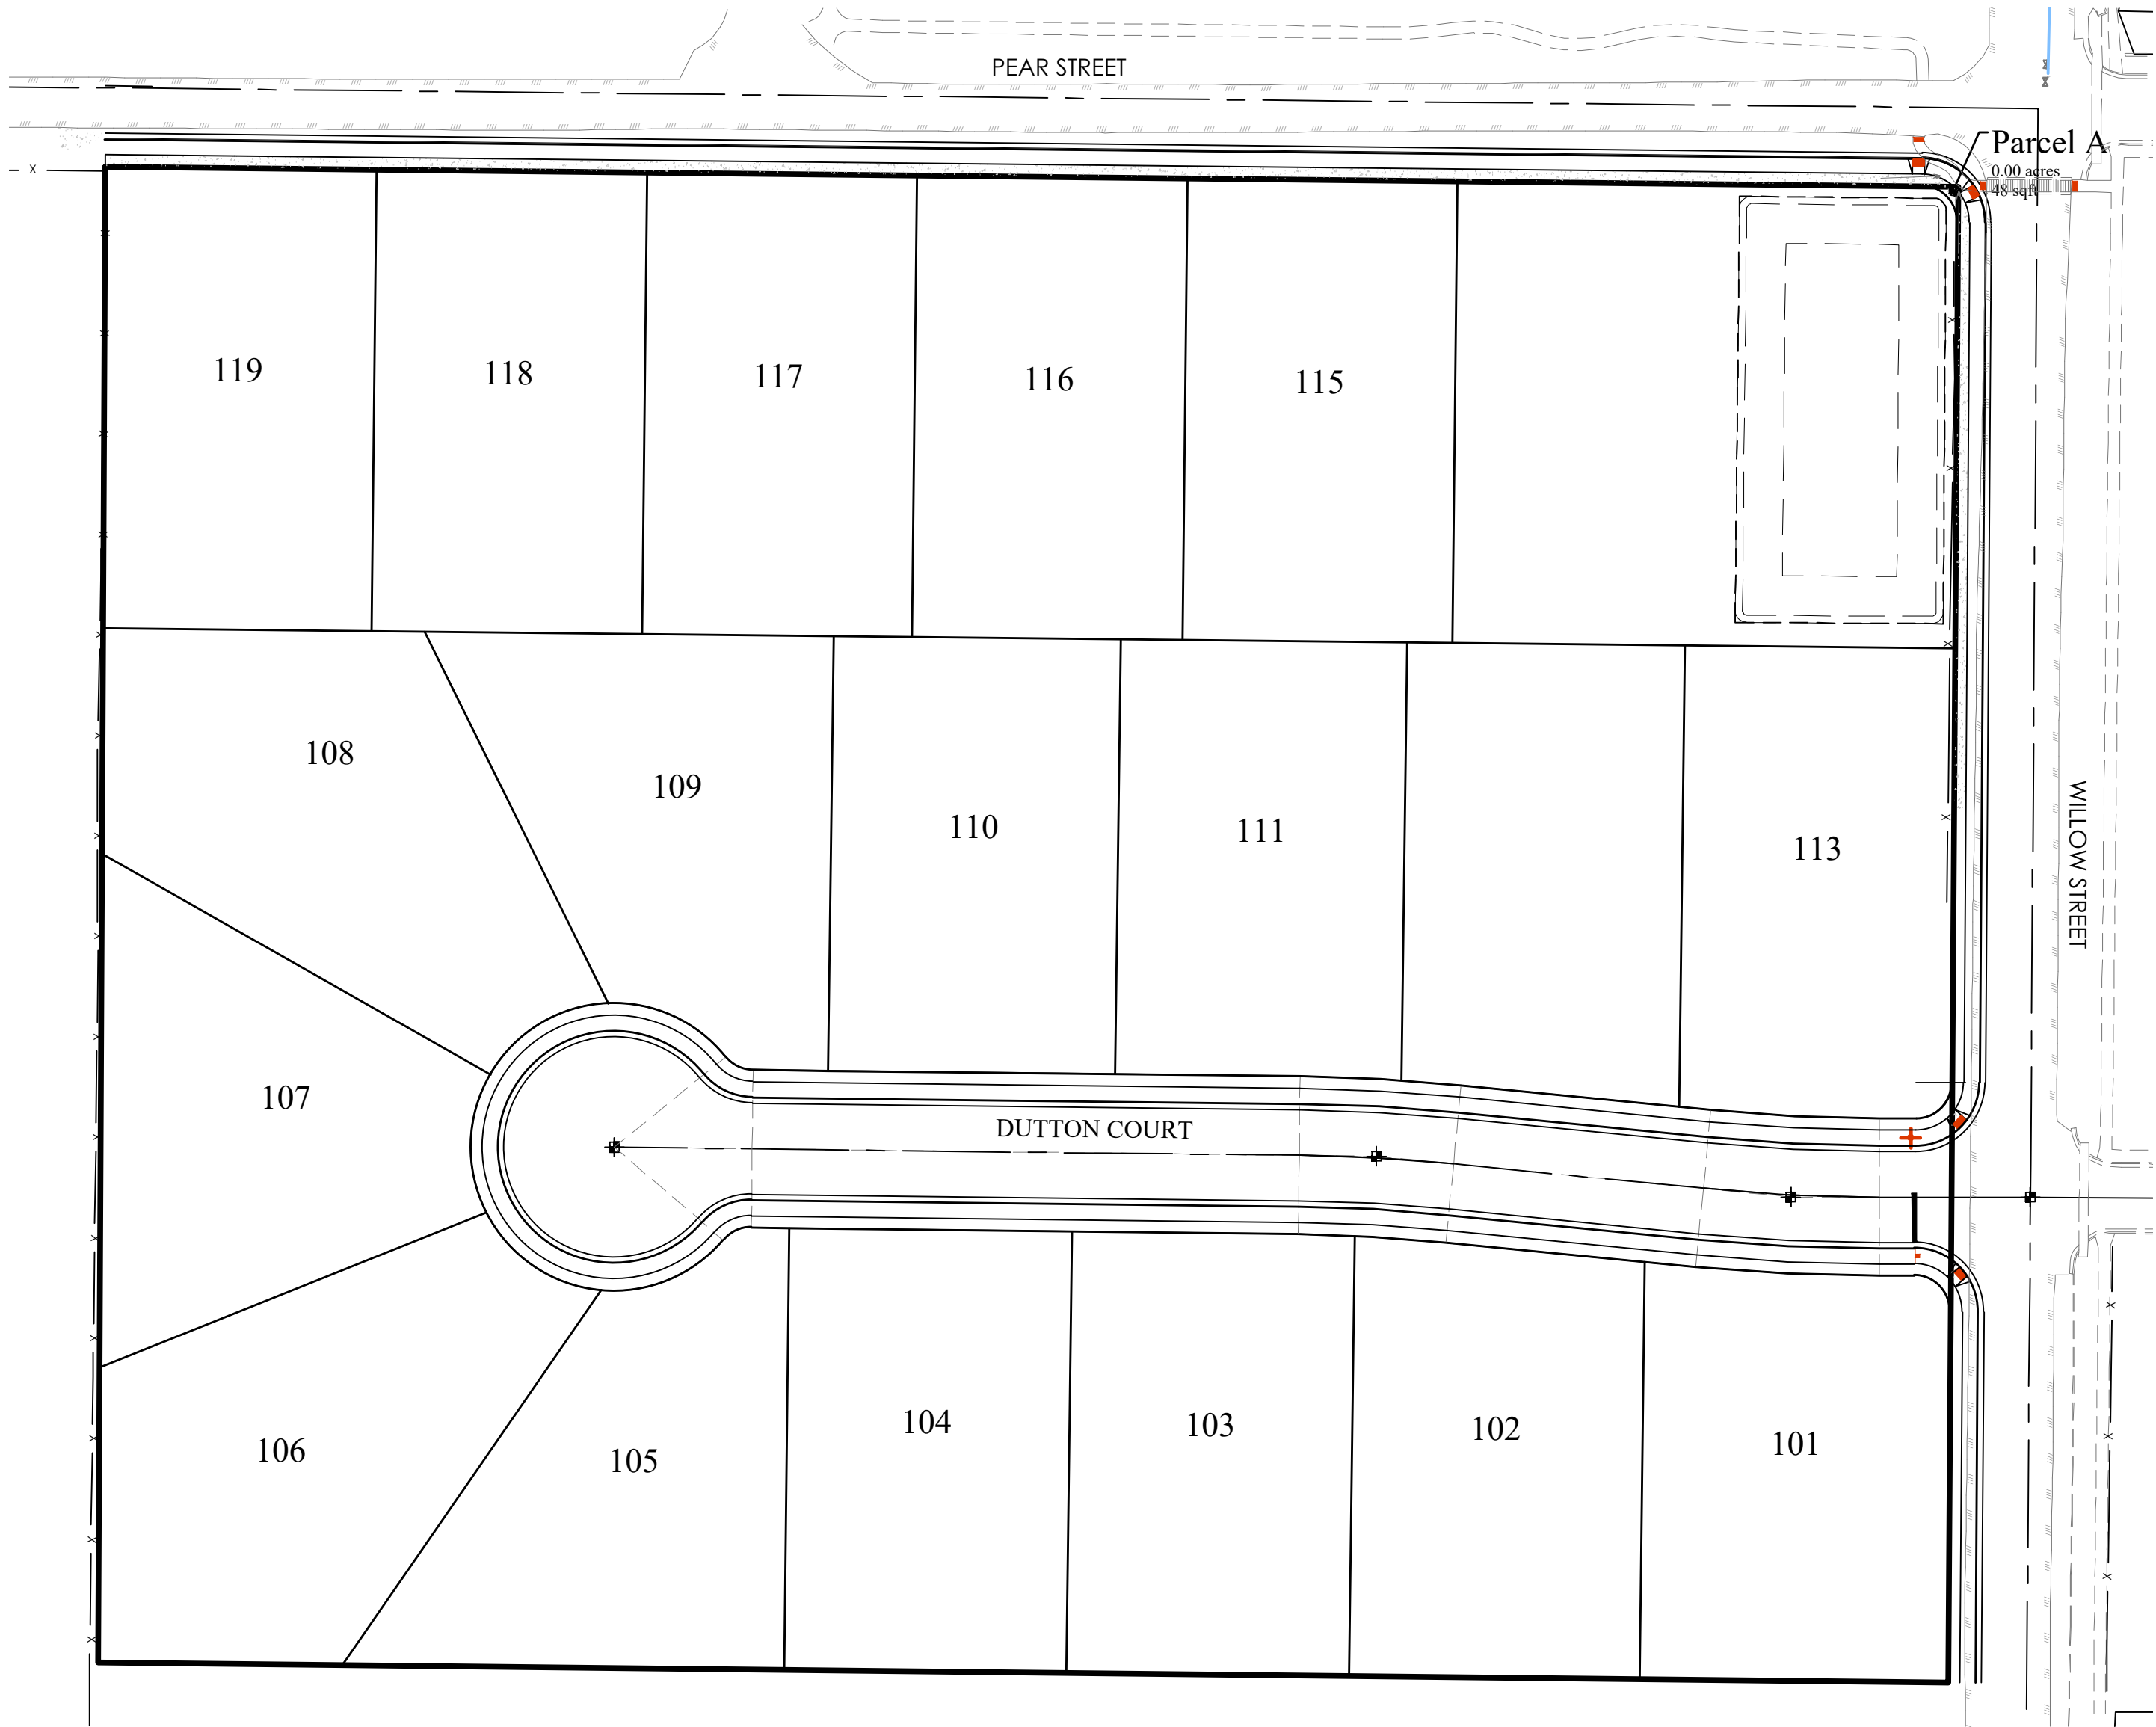 PEAR STREET
Parcel A
0.00 acres
48 sqft
119
118
117
116
115
108
109
110
111
113
WILLOW STREET
107
DUTTON COURT
106
105
104
103
102
101